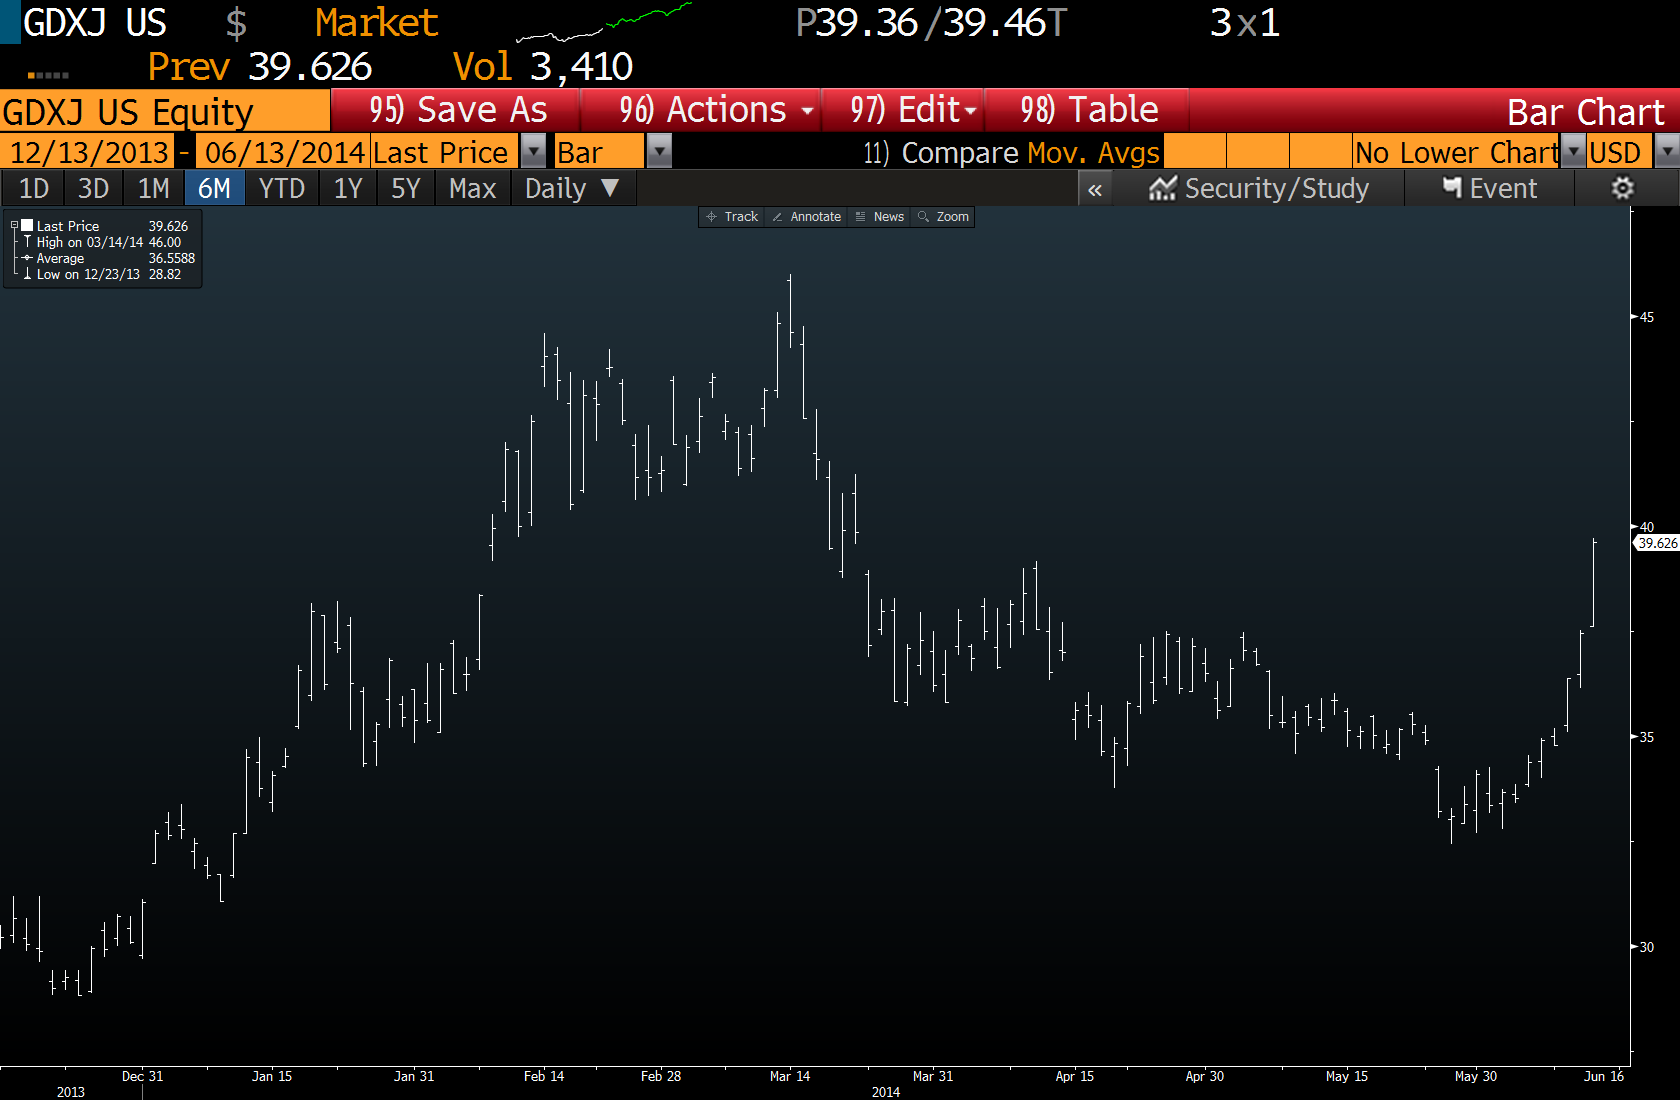 GDXJ US $ Market P39.36/39.46T 3x1
Prev 39.626 Vol 3,410
GDXJ US Equity 95) Save As 96) Actions 97) Edit 98) Table Bar Chart
12/13/2013 - 06/13/2014 Last Price Bar 11) Compare Mov. Avgs No Lower Chart USD
1D 3D 1M 6M YTD 1Y 5Y Max Daily ▼ « Security/Study Event
Track Annotate News Zoom
Last Price 39.626
High on 03/14/14 46.00
Average 36.5588
Low on 12/23/13 28.82
45
40
39.626
35
30
Dec 31 Jan 15 Jan 31 Feb 14 Feb 28 Mar 14 Mar 31 Apr 15 Apr 30 May 15 May 30 Jun 16
2013 2014